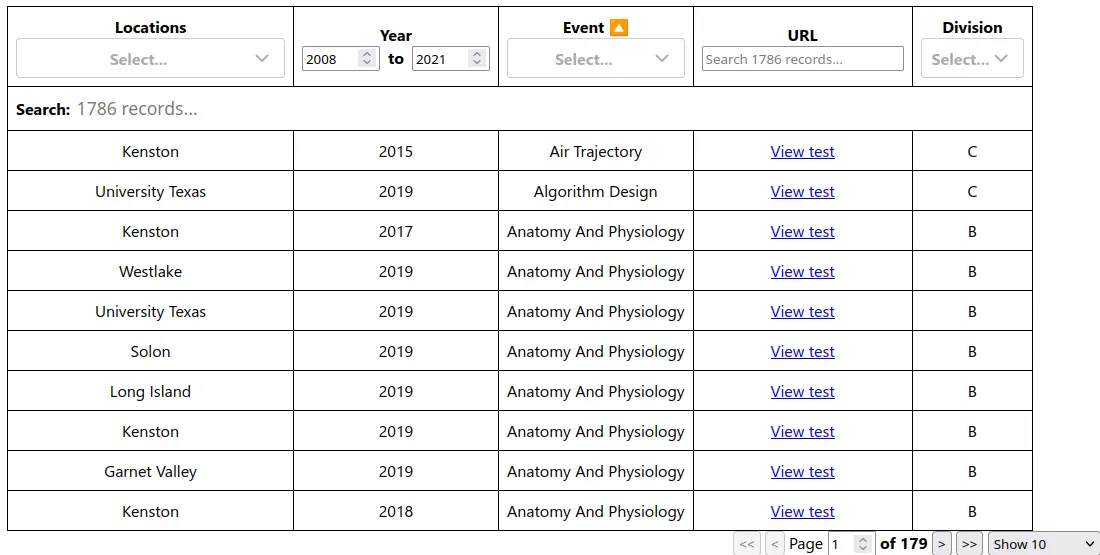 Locations Year Event 🔼 URL Division
Select... 2008 to 2021 Select... Search 1786 records... Select...
Search: 1786 records...
Kenston 2015 Air Trajectory View test C
University Texas 2019 Algorithm Design View test C
Kenston 2017 Anatomy And Physiology View test B
Westlake 2019 Anatomy And Physiology View test B
University Texas 2019 Anatomy And Physiology View test B
Solon 2019 Anatomy And Physiology View test B
Long Island 2019 Anatomy And Physiology View test B
Kenston 2019 Anatomy And Physiology View test B
Garnet Valley 2019 Anatomy And Physiology View test B
Kenston 2018 Anatomy And Physiology View test B
<< < Page 1 of 179 > >> Show 10